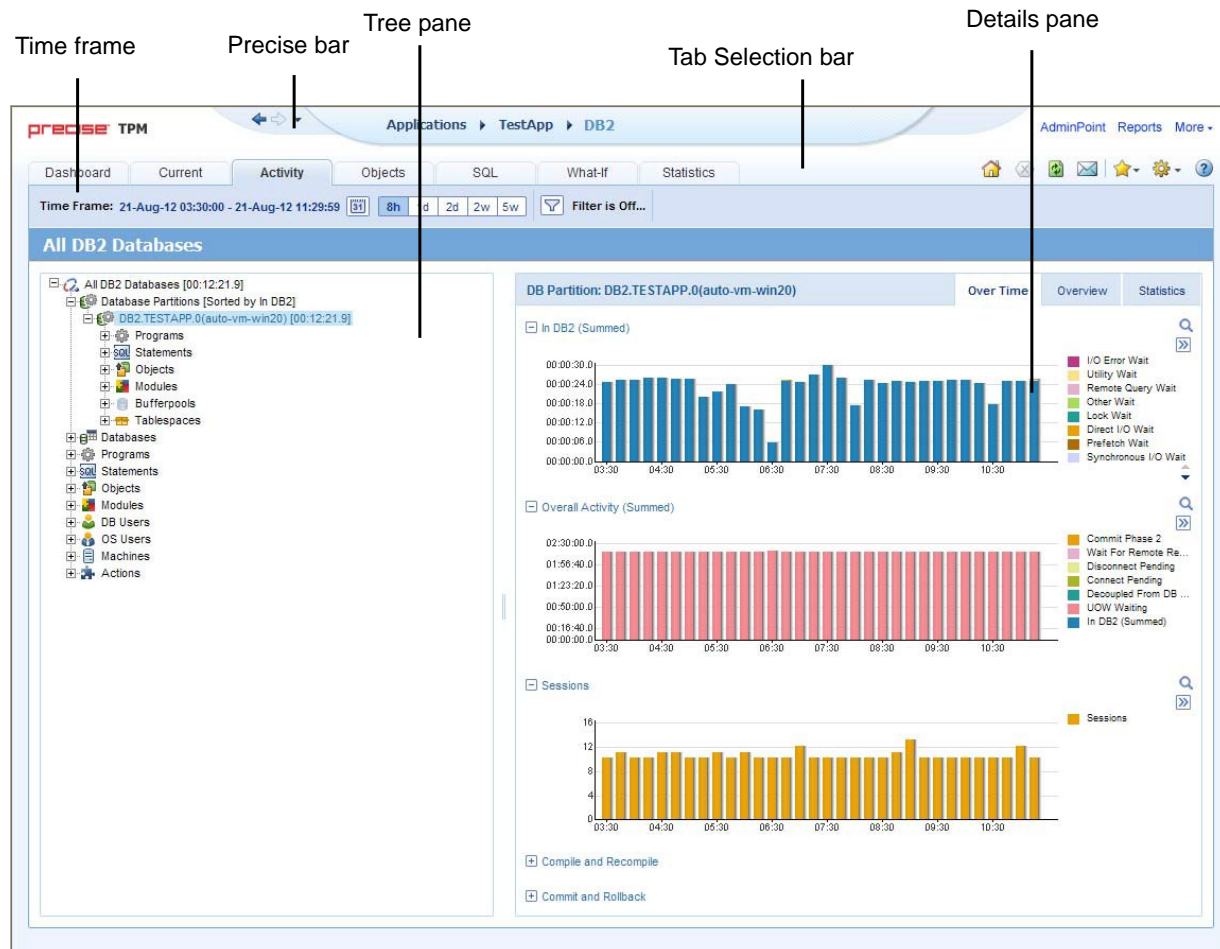 Time frame
Precise bar
Tree pane
Tab Selection bar
Details pane
precise TPM
Applications TestApp DB2
AdminPoint Reports More
Dashboard Current Activity Objects SQL What-If Statistics
Time Frame: 21-Aug-12 03:30:00 - 21-Aug-12 11:29:59 31 8h d 2d 2w 5w Filter is Off...
All DB2 Databases
All DB2 Databases [00:12:21.9]
Database Partitions [Sorted by In DB2]
DB2.TESTAPP.0(auto-vm-win20) [00:12:21.9]
Programs
SQL Statements
Objects
Modules
Bufferpools
Tablespaces
Databases
Programs
SQL Statements
Objects
Modules
DB Users
OS Users
Machines
Actions
DB Partition: DB2.TESTAPP.0(auto-vm-win20)
Over Time Overview Statistics
In DB2 (Summed)
00:00:30.0
00:00:24.0
00:00:18.0
00:00:12.0
00:00:06.0
00:00:00.0
03:30 04:30 05:30 06:30 07:30 08:30 09:30 10:30
I/O Error Wait
Utility Wait
Remote Query Wait
Other Wait
Lock Wait
Direct I/O Wait
Prefetch Wait
Synchronous I/O Wait
Overall Activity (Summed)
02:30:00.0
01:56:40.0
01:23:20.0
00:50:00.0
00:16:40.0
00:00:00.0
03:30 04:30 05:30 06:30 07:30 08:30 09:30 10:30
Commit Phase 2
Wait For Remote Re...
Disconnect Pending
Connect Pending
Decoupled From DB ...
UOW Waiting
In DB2 (Summed)
Sessions
16
12
8
4
0
03:30 04:30 05:30 06:30 07:30 08:30 09:30 10:30
Sessions
Compile and Recompile
Commit and Rollback